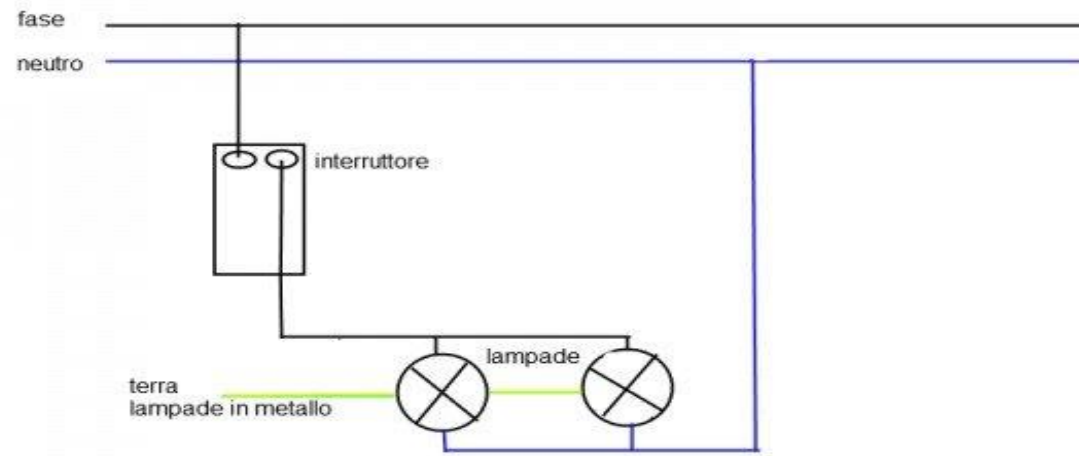 fase
neutro
interruttore
lampade
terra
lampade in metallo